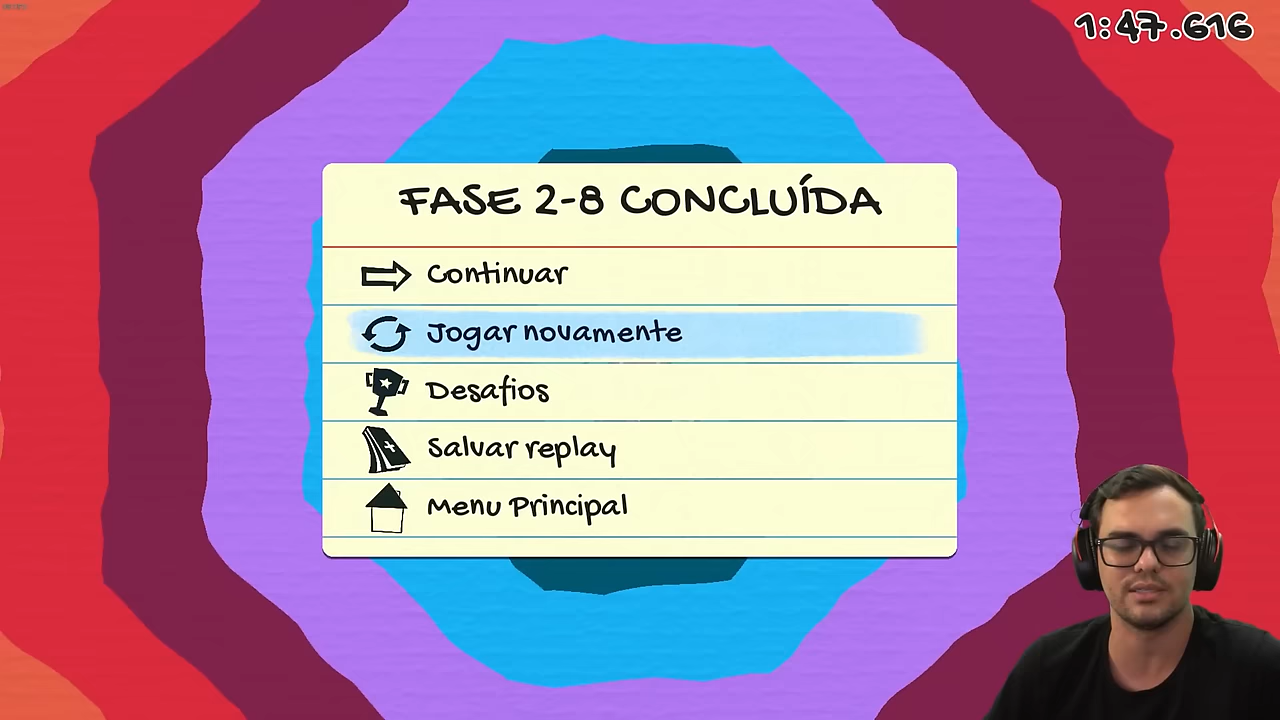 1:47.616
FASE 2-8 CONCLUÍDA
Continuar
Jogar novamente
Desafios
Salvar replay
Menu Principal